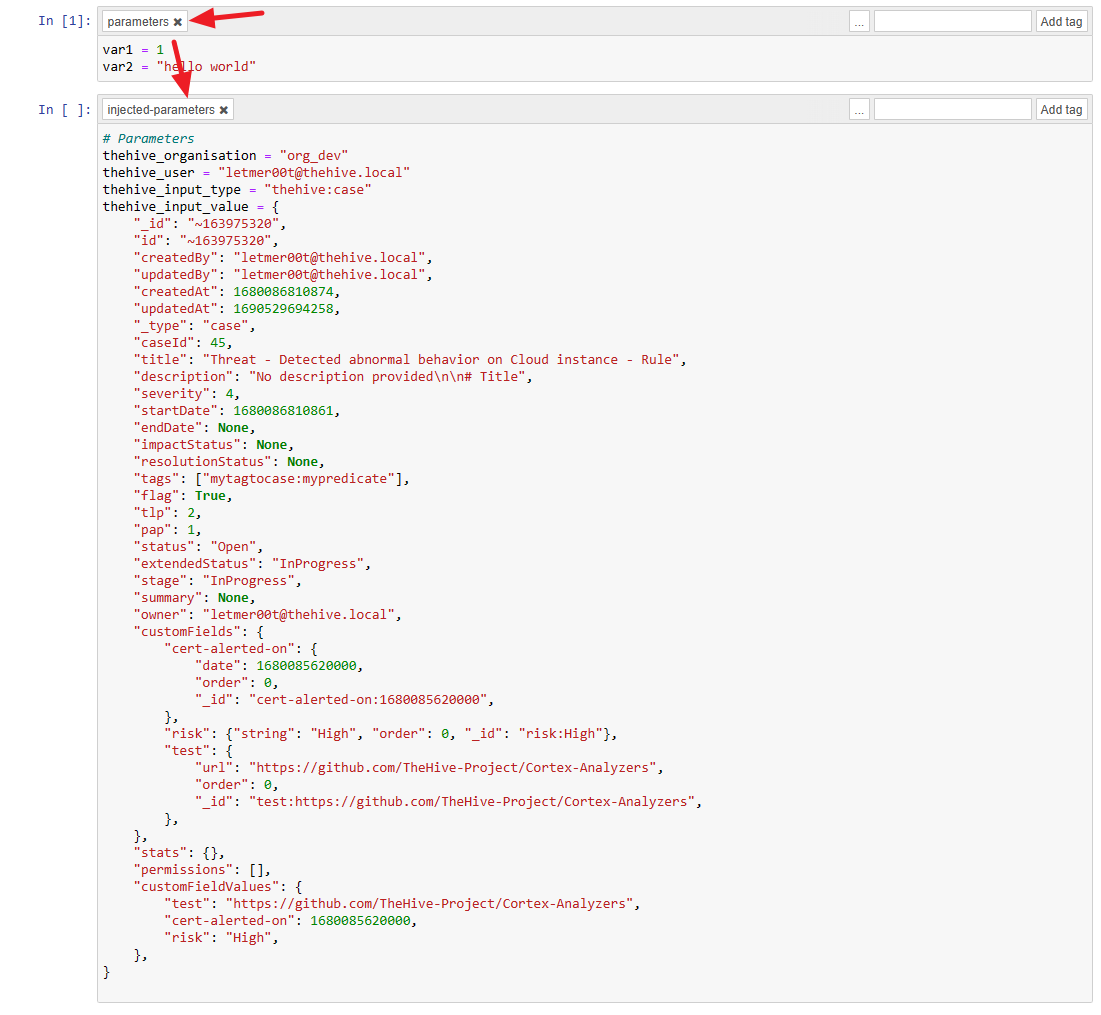 In [1]: parameters ✖ ... Add tag
var1 = 1
var2 = "hello world"
In [ ]: injected-parameters ✖ ... Add tag
# Parameters
thehive_organisation = "org_dev"
thehive_user = "letmer00t@thehive.local"
thehive_input_type = "thehive:case"
thehive_input_value = {
    "_id": "~163975320",
    "id": "~163975320",
    "createdBy": "letmer00t@thehive.local",
    "updatedBy": "letmer00t@thehive.local",
    "createdAt": 1680086810874,
    "updatedAt": 1690529694258,
    "_type": "case",
    "caseId": 45,
    "title": "Threat - Detected abnormal behavior on Cloud instance - Rule",
    "description": "No description provided\n\n# Title",
    "severity": 4,
    "startDate": 1680086810861,
    "endDate": None,
    "impactStatus": None,
    "resolutionStatus": None,
    "tags": ["mytagtocase:mypredicate"],
    "flag": True,
    "tlp": 2,
    "pap": 1,
    "status": "Open",
    "extendedStatus": "InProgress",
    "stage": "InProgress",
    "summary": None,
    "owner": "letmer00t@thehive.local",
    "customFields": {
        "cert-alerted-on": {
            "date": 1680085620000,
            "order": 0,
            "_id": "cert-alerted-on:1680085620000",
        },
        "risk": {"string": "High", "order": 0, "_id": "risk:High"},
        "test": {
            "url": "https://github.com/TheHive-Project/Cortex-Analyzers",
            "order": 0,
            "_id": "test:https://github.com/TheHive-Project/Cortex-Analyzers",
        },
    },
    "stats": {},
    "permissions": [],
    "customFieldValues": {
        "test": "https://github.com/TheHive-Project/Cortex-Analyzers",
        "cert-alerted-on": 1680085620000,
        "risk": "High",
    },
}